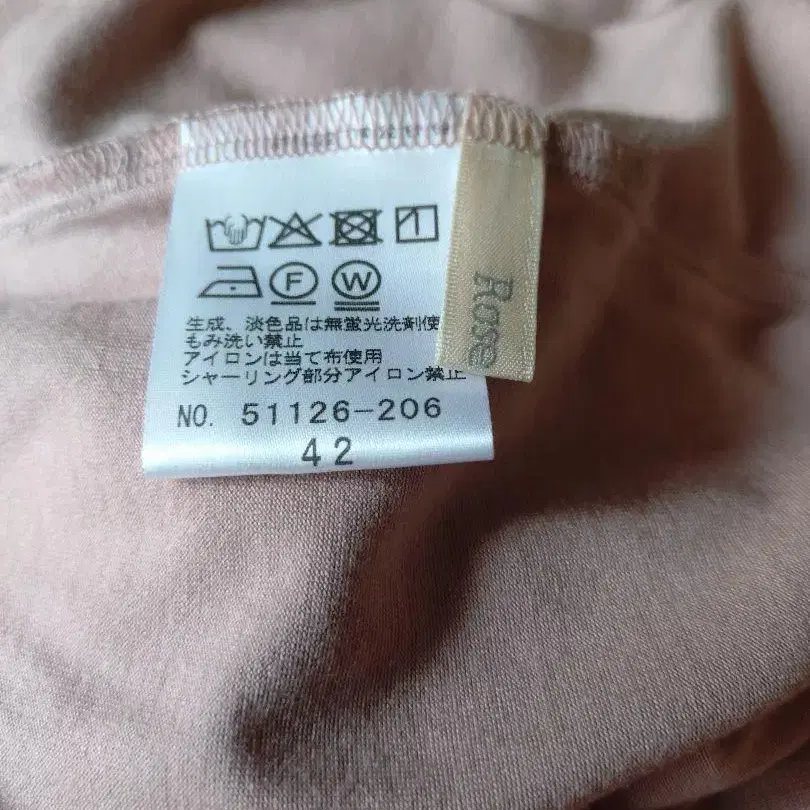 F W
生成、淡色品は無蛍光洗剤使
もみ洗い禁止
アイロンは当て布使用
シャーリング部分アイロン禁止
NO. 51126-206
42
Rose